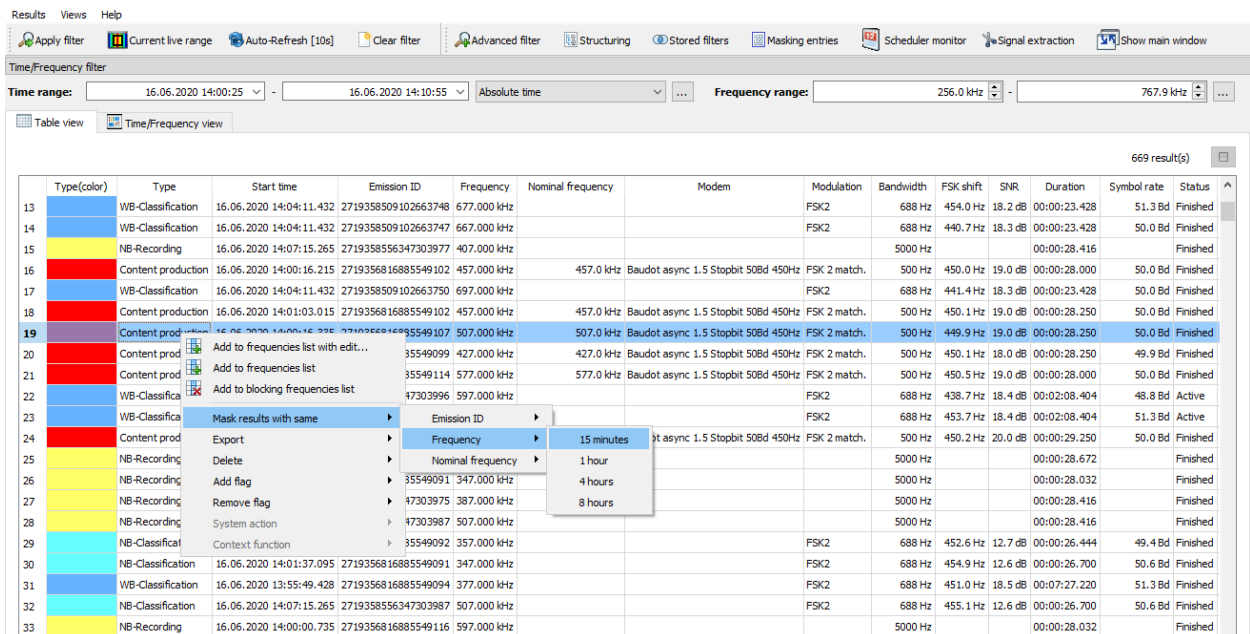 Results Views Help
Apply filter Current live range Auto-Refresh [10s] Clear filter Advanced filter Structuring Stored filters Masking entries Scheduler monitor Signal extraction Show main window
Time/Frequency filter
Time range: 16.06.2020 14:00:25 - 16.06.2020 14:10:55 Absolute time ... Frequency range: 256.0 kHz - 767.9 kHz ...
Table view Time/Frequency view
669 result(s)
Type(color) Type Start time Emission ID Frequency Nominal frequency Modem Modulation Bandwidth FSK shift SNR Duration Symbol rate Status
13 WB-Classification 16.06.2020 14:04:11.432 2719358509102663748 677.000 kHz FSK2 688 Hz 454.0 Hz 18.2 dB 00:00:23.428 51.3 Bd Finished
14 WB-Classification 16.06.2020 14:04:11.432 2719358509102663747 667.000 kHz FSK2 688 Hz 440.7 Hz 18.3 dB 00:00:23.428 50.0 Bd Finished
15 NB-Recording 16.06.2020 14:07:15.265 2719358556347303977 407.000 kHz 5000 Hz 00:00:28.416 Finished
16 Content production 16.06.2020 14:00:16.215 2719356816885549102 457.000 kHz 457.0 kHz Baudot async 1.5 Stopbit 50Bd 450Hz FSK 2 match. 500 Hz 450.0 Hz 19.0 dB 00:00:28.000 50.0 Bd Finished
17 WB-Classification 16.06.2020 14:04:11.432 2719358509102663750 697.000 kHz FSK2 688 Hz 441.4 Hz 18.3 dB 00:00:23.428 50.0 Bd Finished
18 Content production 16.06.2020 14:01:03.015 2719356816885549102 457.000 kHz 457.0 kHz Baudot async 1.5 Stopbit 50Bd 450Hz FSK 2 match. 500 Hz 450.1 Hz 19.0 dB 00:00:28.250 50.0 Bd Finished
19 Content production 507.000 kHz 507.0 kHz Baudot async 1.5 Stopbit 50Bd 450Hz FSK 2 match. 500 Hz 449.9 Hz 19.0 dB 00:00:28.250 50.0 Bd Finished
20 Content prod 35549099 427.000 kHz 427.0 kHz Baudot async 1.5 Stopbit 50Bd 450Hz FSK 2 match. 500 Hz 450.1 Hz 18.0 dB 00:00:28.250 49.9 Bd Finished
21 Content prod 35549114 577.000 kHz 577.0 kHz Baudot async 1.5 Stopbit 50Bd 450Hz FSK 2 match. 500 Hz 450.5 Hz 19.0 dB 00:00:28.000 50.0 Bd Finished
22 WB-Classifica 47303996 597.000 kHz FSK2 688 Hz 438.7 Hz 18.4 dB 00:02:08.404 48.8 Bd Active
23 WB-Classifica FSK2 688 Hz 453.7 Hz 18.4 dB 00:02:08.404 51.3 Bd Active
24 Content prod async 1.5 Stopbit 50Bd 450Hz FSK 2 match. 500 Hz 450.2 Hz 20.0 dB 00:00:29.250 50.0 Bd Finished
25 NB-Recording 5000 Hz 00:00:28.672 Finished
26 NB-Recording 35549091 347.000 kHz 5000 Hz 00:00:28.032 Finished
27 NB-Recording 47303975 387.000 kHz 5000 Hz 00:00:28.416 Finished
28 NB-Recording 47303987 507.000 kHz 5000 Hz 00:00:28.416 Finished
29 NB-Classificat 35549092 357.000 kHz FSK2 688 Hz 452.6 Hz 12.7 dB 00:00:26.444 49.4 Bd Finished
30 NB-Classification 16.06.2020 14:01:37.095 2719356816885549091 347.000 kHz FSK2 688 Hz 454.9 Hz 12.6 dB 00:00:26.700 50.6 Bd Finished
31 WB-Classification 16.06.2020 13:55:49.428 2719356816885549094 377.000 kHz FSK2 688 Hz 451.0 Hz 18.5 dB 00:07:27.220 51.3 Bd Finished
32 NB-Classification 16.06.2020 14:07:15.265 2719358556347303987 507.000 kHz FSK2 688 Hz 455.1 Hz 12.6 dB 00:00:26.700 50.6 Bd Finished
33 NB-Recording 16.06.2020 14:00:00.735 2719356816885549116 597.000 kHz 5000 Hz 00:00:28.032 Finished
Add to frequencies list with edit...
Add to frequencies list
Add to blocking frequencies list
Mask results with same
Export
Delete
Add flag
Remove flag
System action
Context function
Emission ID
Frequency
Nominal frequency
15 minutes
1 hour
4 hours
8 hours